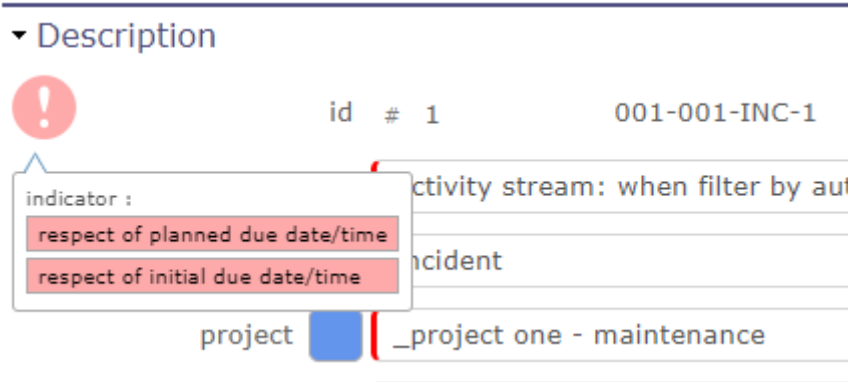 Description
id # 1 001-001-INC-1
indicator :
ctivity stream: when filter by
respect of planned due date/time
ncident
respect of initial due date/time
project _project one - maintenance